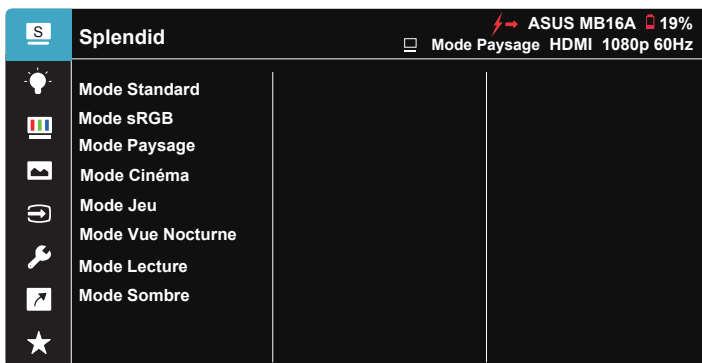 S
Splendid
ASUS MB16A 19%
Mode Paysage HDMI 1080p 60Hz
Mode Standard
Mode sRGB
Mode Paysage
Mode Cinéma
Mode Jeu
Mode Vue Nocturne
Mode Lecture
Mode Sombre